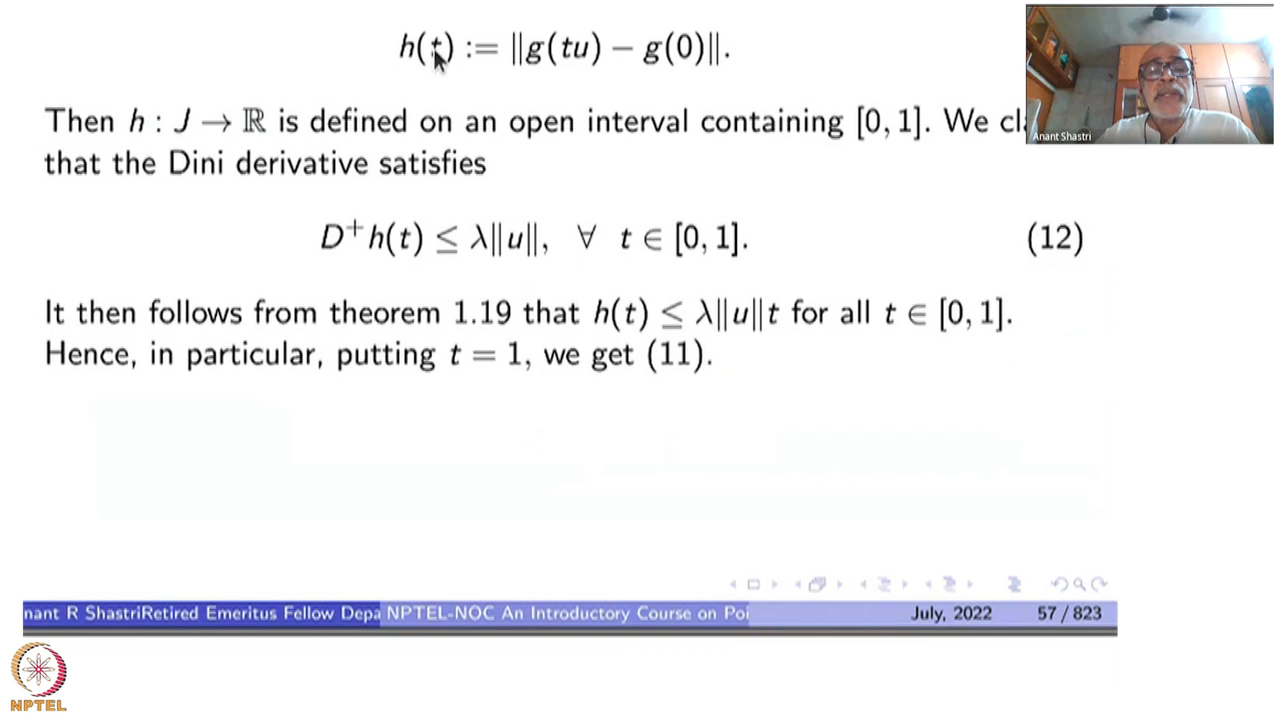 h(t) := ‖g(tu) − g(0)‖.
Then h : J → ℝ is defined on an open interval containing [0, 1]. We cl
that the Dini derivative satisfies
D⁺h(t) ≤ λ‖u‖, ∀ t ∈ [0, 1]. (12)
It then follows from theorem 1.19 that h(t) ≤ λ‖u‖t for all t ∈ [0, 1].
Hence, in particular, putting t = 1, we get (11).
Anant Shastri
nant R ShastriRetired Emeritus Fellow Depa NPTEL-NOC An Introductory Course on Poi July, 2022 57 / 823
NPTEL